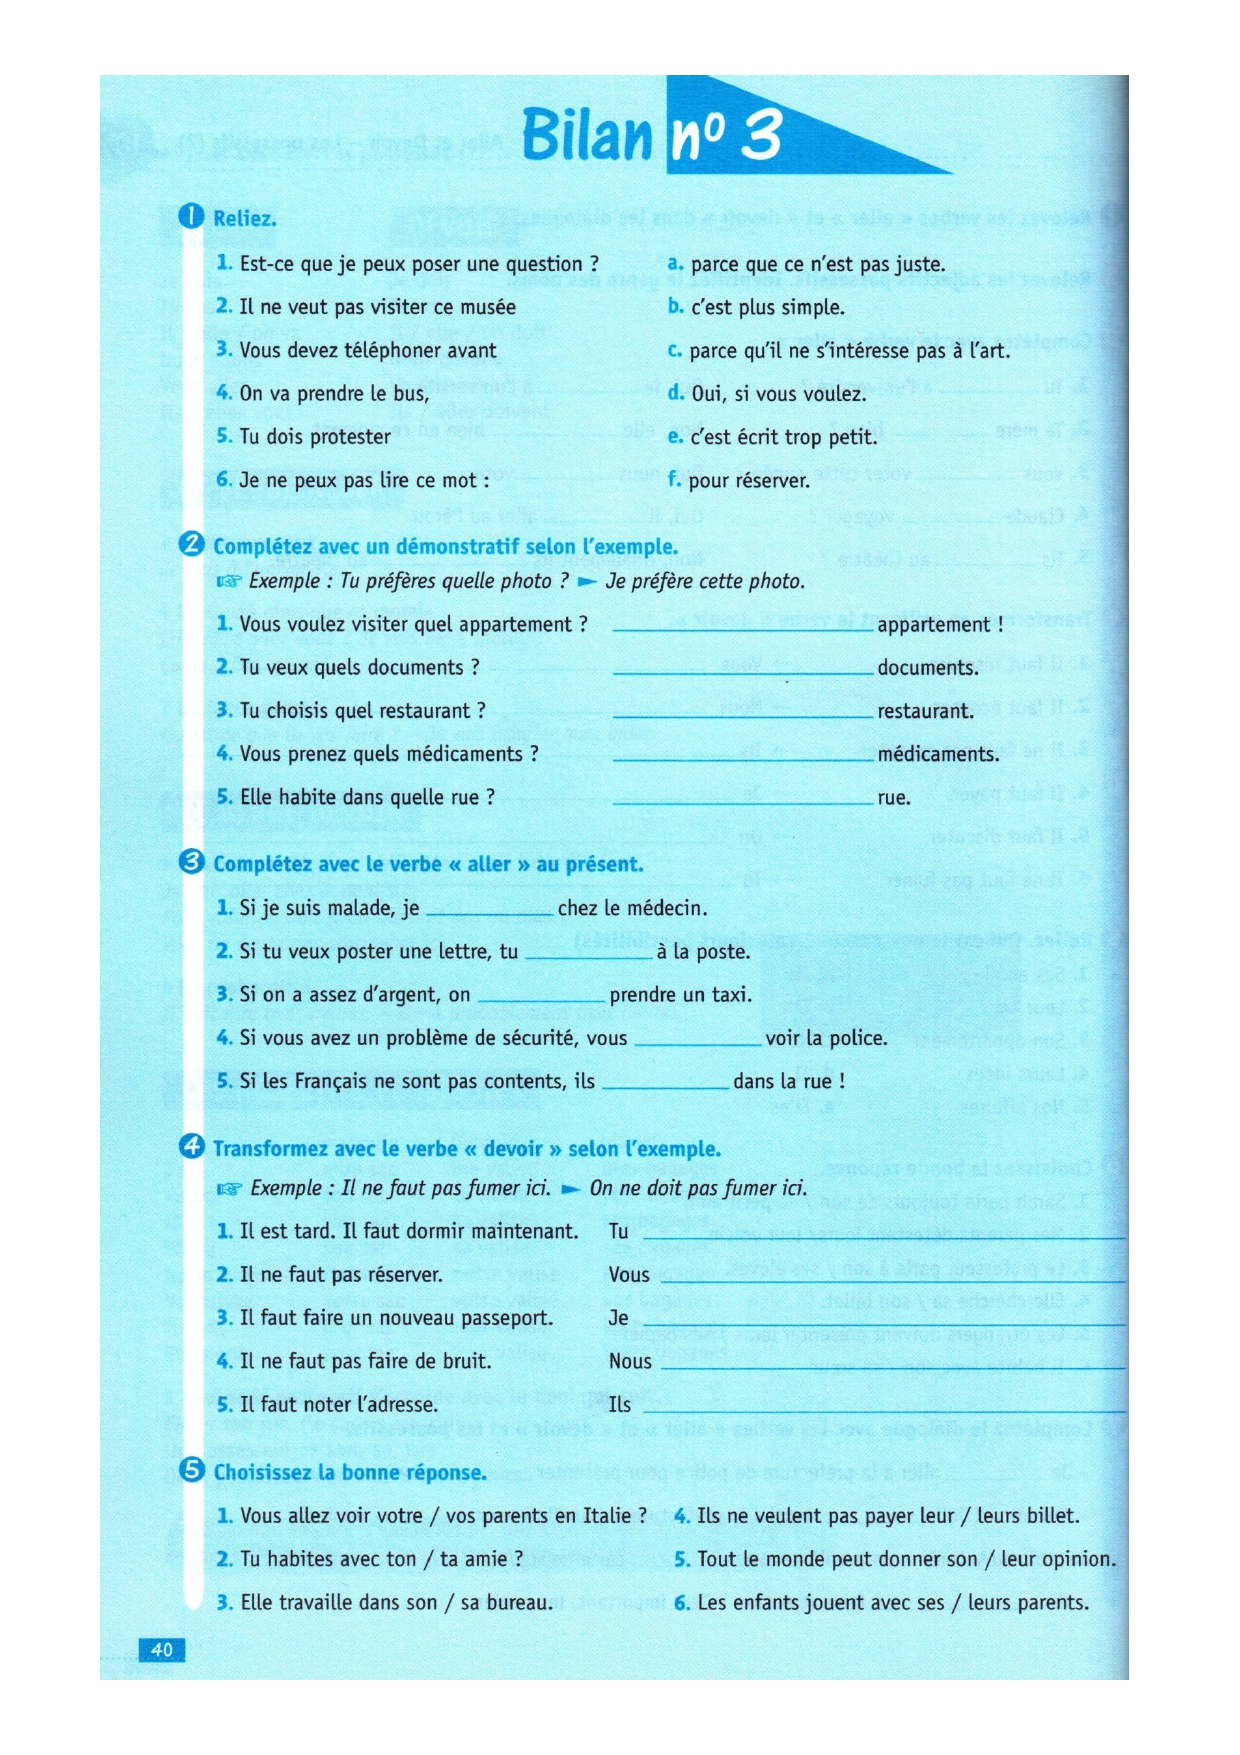 Bilan nº 3
1 Reliez.
1. Est-ce que je peux poser une question ? a. parce que ce n'est pas juste.
2. Il ne veut pas visiter ce musée b. c'est plus simple.
3. Vous devez téléphoner avant c. parce qu'il ne s'intéresse pas à l'art.
4. On va prendre le bus, d. Oui, si vous voulez.
5. Tu dois protester e. c'est écrit trop petit.
6. Je ne peux pas lire ce mot : f. pour réserver.
2 Complétez avec un démonstratif selon l'exemple.
☞ Exemple : Tu préfères quelle photo ? ► Je préfère cette photo.
1. Vous voulez visiter quel appartement ? ____________ appartement !
2. Tu veux quels documents ? ____________ documents.
3. Tu choisis quel restaurant ? ____________ restaurant.
4. Vous prenez quels médicaments ? ____________ médicaments.
5. Elle habite dans quelle rue ? ____________ rue.
3 Complétez avec le verbe « aller » au présent.
1. Si je suis malade, je ________ chez le médecin.
2. Si tu veux poster une lettre, tu ________ à la poste.
3. Si on a assez d'argent, on ________ prendre un taxi.
4. Si vous avez un problème de sécurité, vous ________ voir la police.
5. Si les Français ne sont pas contents, ils ________ dans la rue !
4 Transformez avec le verbe « devoir » selon l'exemple.
☞ Exemple : Il ne faut pas fumer ici. ► On ne doit pas fumer ici.
1. Il est tard. Il faut dormir maintenant. Tu ____________
2. Il ne faut pas réserver. Vous ____________
3. Il faut faire un nouveau passeport. Je ____________
4. Il ne faut pas faire de bruit. Nous ____________
5. Il faut noter l'adresse. Ils ____________
5 Choisissez la bonne réponse.
1. Vous allez voir votre / vos parents en Italie ? 4. Ils ne veulent pas payer leur / leurs billet.
2. Tu habites avec ton / ta amie ? 5. Tout le monde peut donner son / leur opinion.
3. Elle travaille dans son / sa bureau. 6. Les enfants jouent avec ses / leurs parents.
40